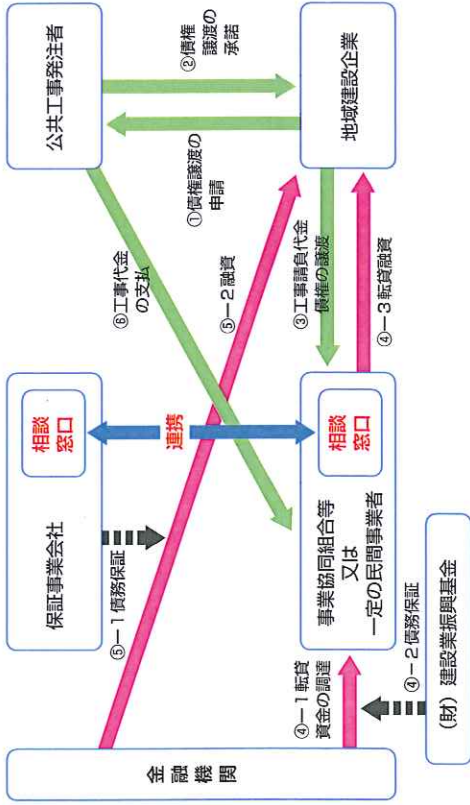 公共工事発注者
②債権
譲渡の
承諾
①債権譲渡の
申請
地域建設企業
⑥工事代金
の支払
⑤－2融資
③工事請負代金
債権の譲渡
④－3転貸融資
保証事業会社
相談
窓口
連携
相談
窓口
事業協同組合等
又は
一定の民間事業者
⑤－1債務保証
④－1転貸
資金の調達
④－2債務保証
（財）建設業振興基金
金融機関